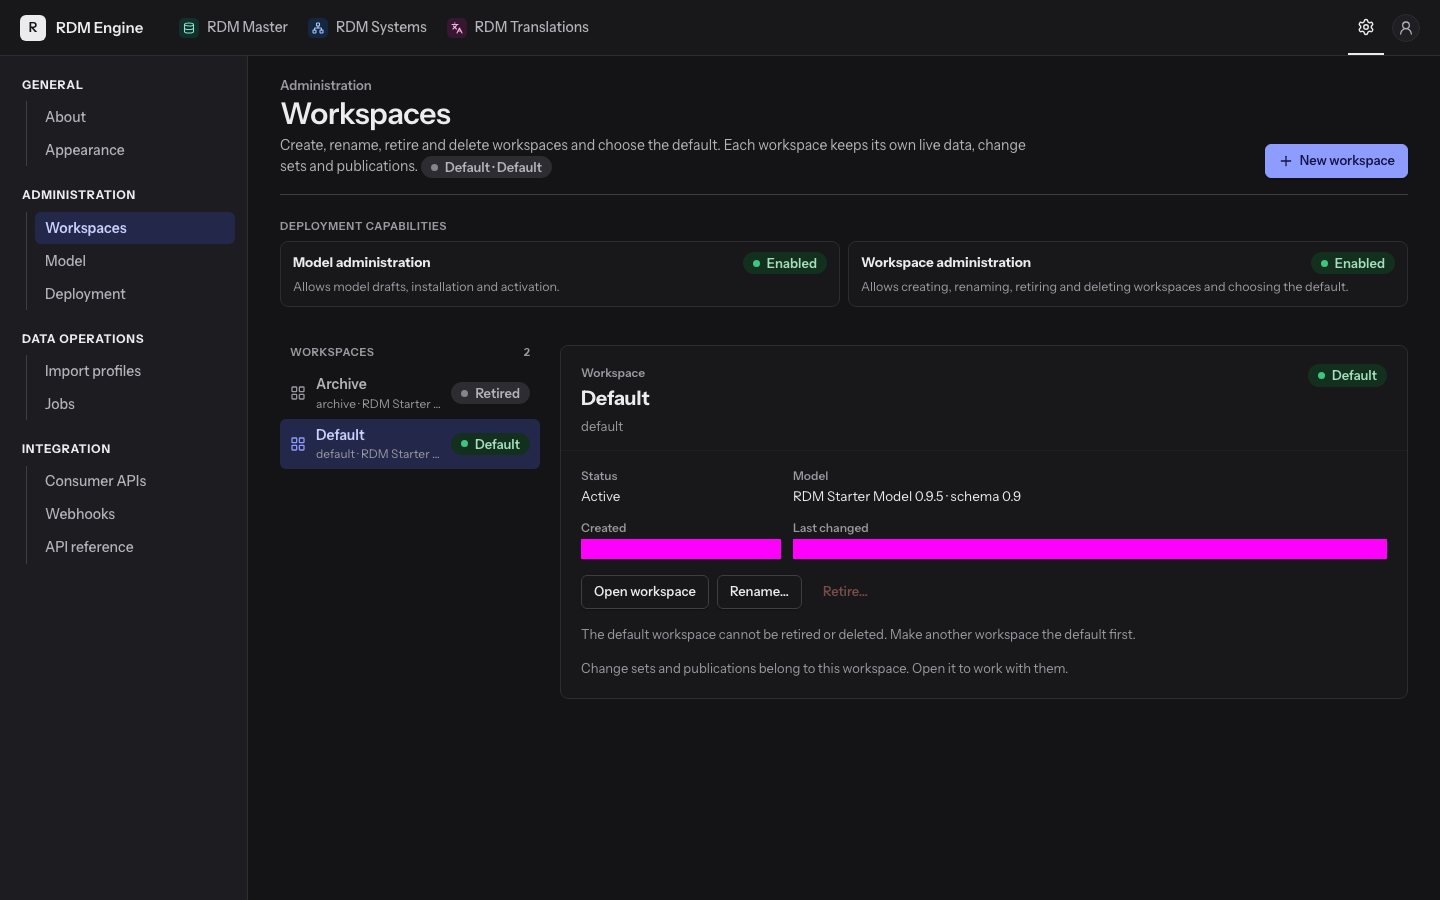 R RDM Engine RDM Master RDM Systems RDM Translations
GENERAL
About
Appearance
ADMINISTRATION
Workspaces
Model
Deployment
DATA OPERATIONS
Import profiles
Jobs
INTEGRATION
Consumer APIs
Webhooks
API reference
Administration
Workspaces
Create, rename, retire and delete workspaces and choose the default. Each workspace keeps its own live data, change
sets and publications. Default · Default
New workspace
DEPLOYMENT CAPABILITIES
Model administration Enabled
Allows model drafts, installation and activation.
Workspace administration Enabled
Allows creating, renaming, retiring and deleting workspaces and choosing the default.
WORKSPACES 2
Archive
archive · RDM Starter ...
Retired
Default
default · RDM Starter ...
Default
Workspace
Default
default
Default
Status
Active
Model
RDM Starter Model 0.9.5 · schema 0.9
Created
Last changed
Open workspace Rename... Retire...
The default workspace cannot be retired or deleted. Make another workspace the default first.
Change sets and publications belong to this workspace. Open it to work with them.